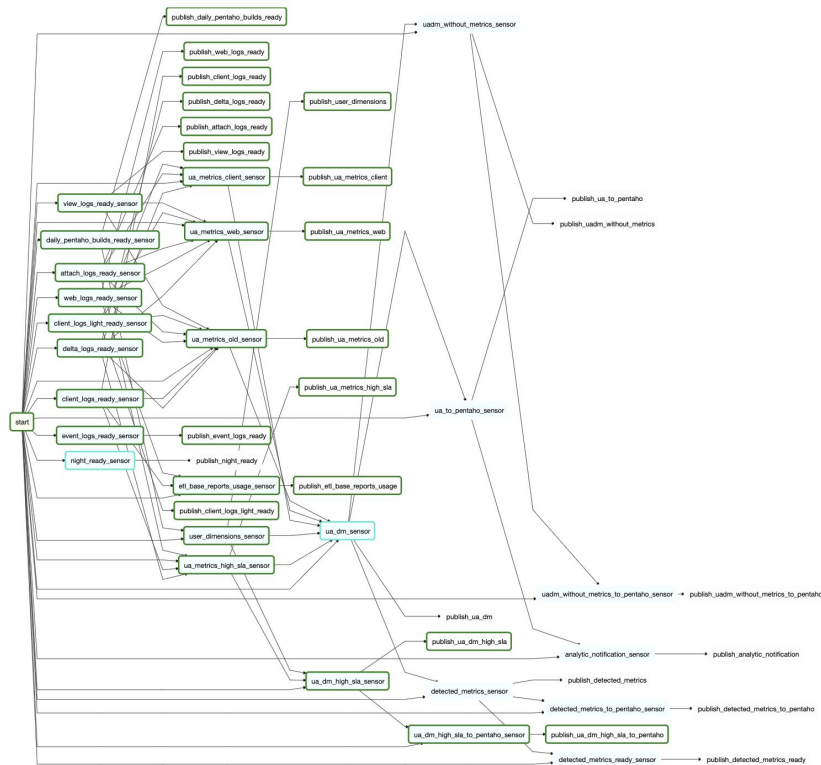 publish_daily_pentaho_builds_ready
uadm_without_metrics_sensor
publish_web_logs_ready
publish_client_logs_ready
publish_delta_logs_ready
publish_user_dimensions
publish_attach_logs_ready
publish_view_logs_ready
ua_metrics_client_sensor
publish_ua_metrics_client
view_logs_ready_sensor
publish_ua_to_pentaho
publish_uadm_without_metrics
ua_metrics_web_sensor
publish_ua_metrics_web
daily_pentaho_builds_ready_sensor
attach_logs_ready_sensor
web_logs_ready_sensor
client_logs_light_ready_sensor
ua_metrics_old_sensor
publish_ua_metrics_old
delta_logs_ready_sensor
publish_ua_metrics_high_sla
client_logs_ready_sensor
ua_to_pentaho_sensor
start
event_logs_ready_sensor
publish_event_logs_ready
night_ready_sensor
publish_night_ready
etl_base_reports_usage_sensor
publish_etl_base_reports_usage
publish_client_logs_light_ready
user_dimensions_sensor
ua_dm_sensor
ua_metrics_high_sla_sensor
uadm_without_metrics_to_pentaho_sensor
publish_uadm_without_metrics_to_pentaho
publish_ua_dm
publish_ua_dm_high_sla
analytic_notification_sensor
publish_analytic_notification
ua_dm_high_sla_sensor
publish_detected_metrics
detected_metrics_sensor
detected_metrics_to_pentaho_sensor
publish_detected_metrics_to_pentaho
ua_dm_high_sla_to_pentaho_sensor
publish_ua_dm_high_sla_to_pentaho
detected_metrics_ready_sensor
publish_detected_metrics_ready